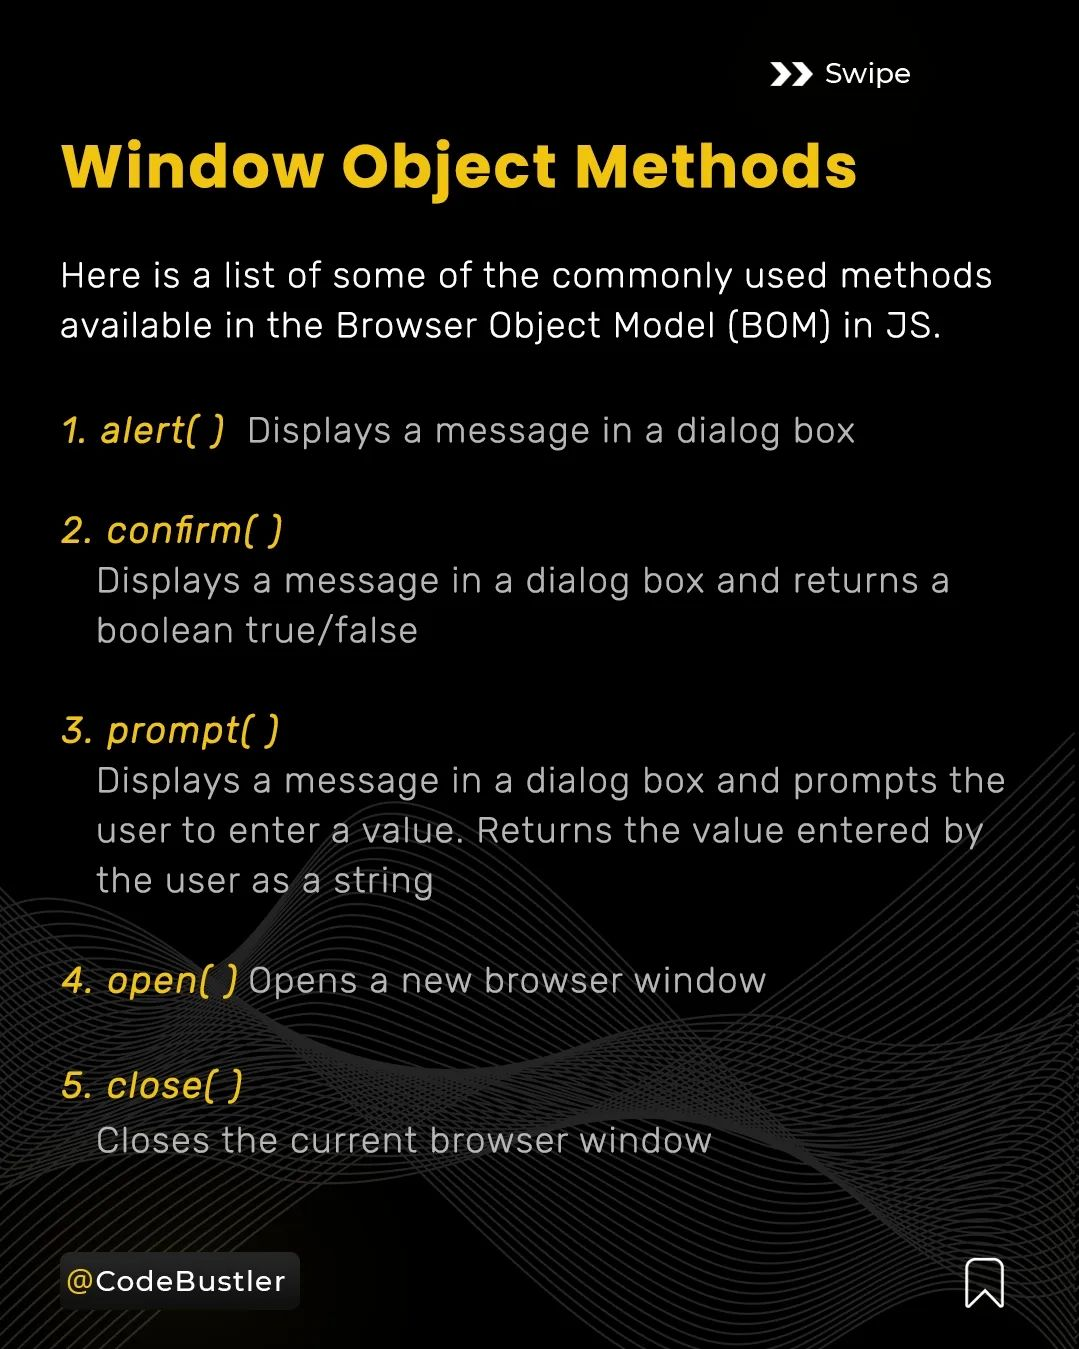 Swipe
Window Object Methods
Here is a list of some of the commonly used methods
available in the Browser Object Model (BOM) in JS.
1. alert( ) Displays a message in a dialog box
2. confirm( )
Displays a message in a dialog box and returns a
boolean true/false
3. prompt( )
Displays a message in a dialog box and prompts the
user to enter a value. Returns the value entered by
the user as a string
4. open( ) Opens a new browser window
5. close( )
Closes the current browser window
@CodeBustler